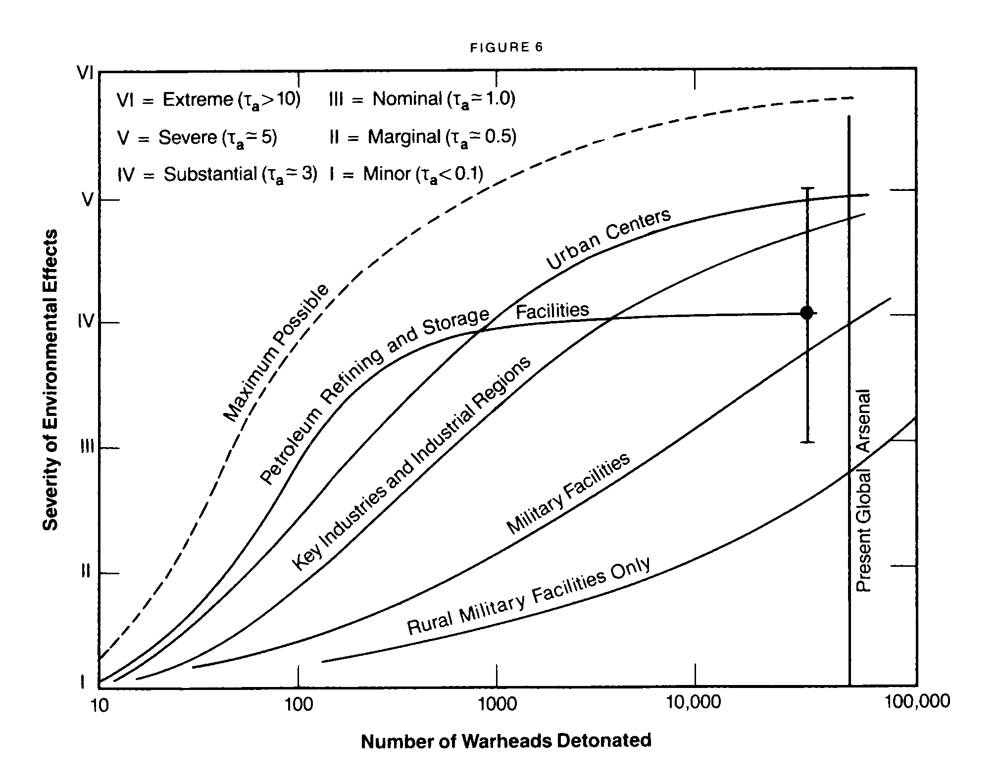 FIGURE 6
VI
VI = Extreme (τa>10) III = Nominal (τa≃1.0)
V = Severe (τa≃5) II = Marginal (τa≃0.5)
IV = Substantial (τa≃3) I = Minor (τa<0.1)
V
IV
III
II
I
Severity of Environmental Effects
Maximum Possible
Petroleum Refining and Storage Facilities
Urban Centers
Key Industries and Industrial Regions
Military Facilities
Rural Military Facilities Only
Present Global Arsenal
10 100 1000 10,000 100,000
Number of Warheads Detonated